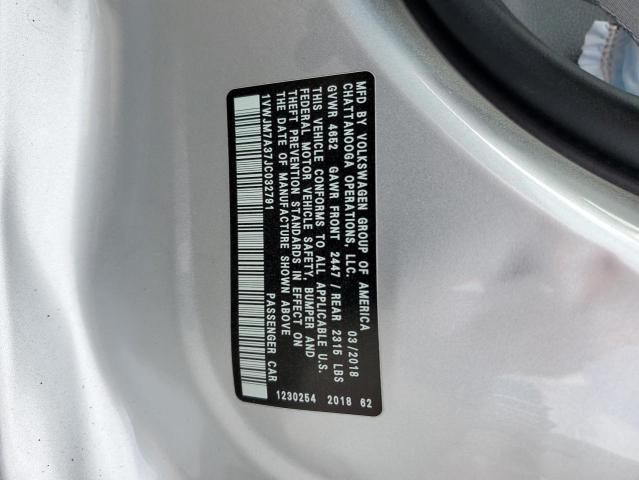 MFD BY VOLKSWAGEN GROUP OF AMERICA
CHATTANOOGA OPERATIONS, LLC. 03/2018
GVWR 4652 GAWR FRONT 2447/REAR 2315 LBS
THIS VEHICLE CONFORMS TO ALL APPLICABLE U.S.
FEDERAL MOTOR VEHICLE SAFETY, BUMPER AND
THEFT PREVENTION STANDARDS IN EFFECT ON
THE DATE OF MANUFACTURE SHOWN ABOVE
1VWJM7A37JC032791 PASSENGER CAR
1230254 2018 62